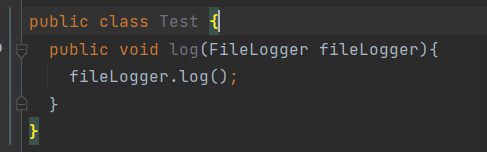 public class Test {
public void log(FileLogger fileLogger){
fileLogger.log();
}
}